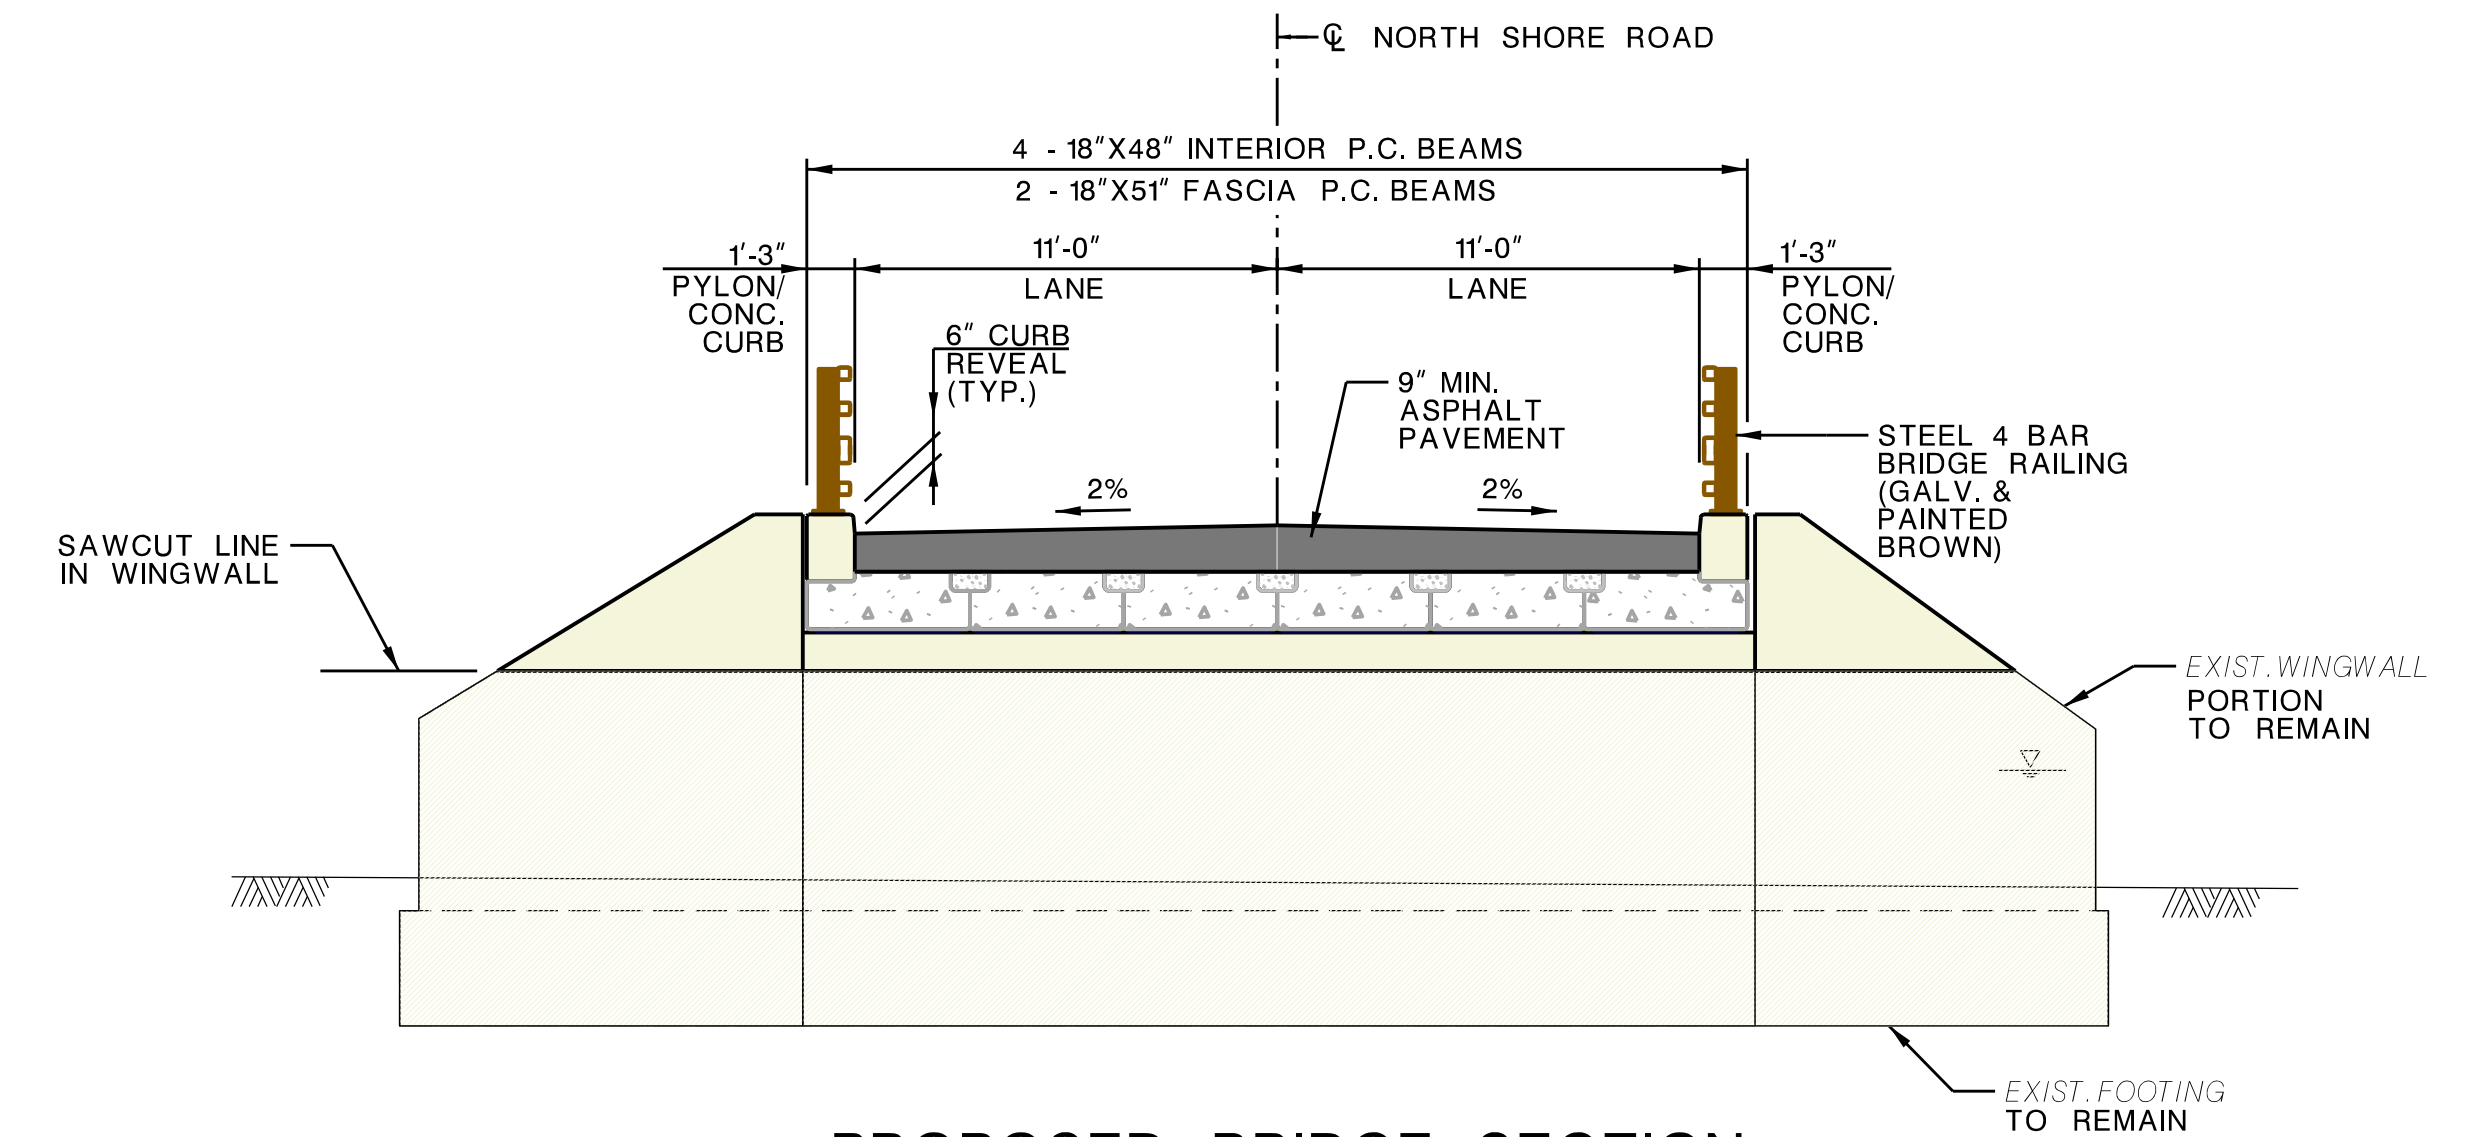 ℄ NORTH SHORE ROAD
4 - 18"X48" INTERIOR P.C. BEAMS
2 - 18"X51" FASCIA P.C. BEAMS
1'-3"
PYLON/
CONC.
CURB
11'-0"
LANE
11'-0"
LANE
1'-3"
PYLON/
CONC.
CURB
6" CURB
REVEAL
(TYP.)
9" MIN.
ASPHALT
PAVEMENT
STEEL 4 BAR
BRIDGE RAILING
(GALV. &
PAINTED
BROWN)
2%
2%
SAWCUT LINE
IN WINGWALL
EXIST. WINGWALL
PORTION
TO REMAIN
EXIST. FOOTING
TO REMAIN
PROPOSED BRIDGE SECTION